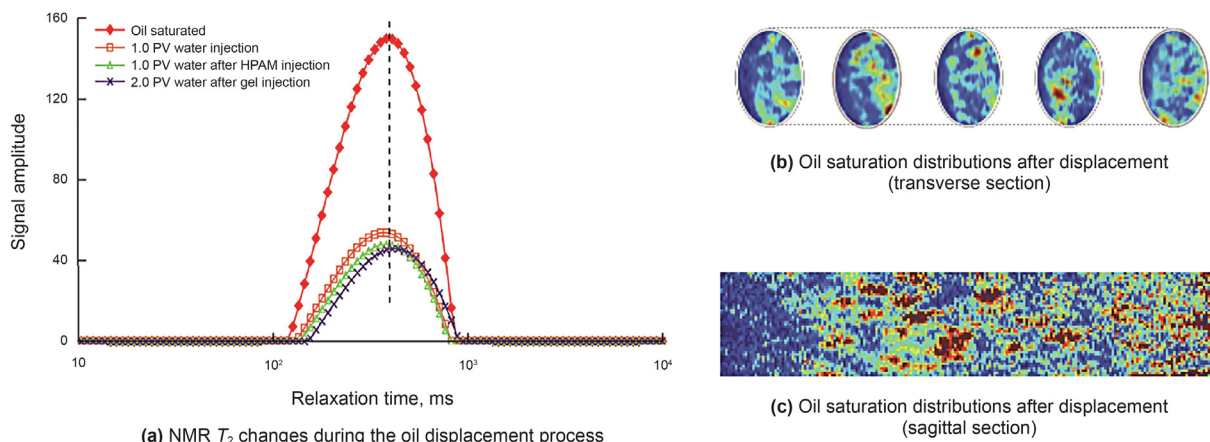 160
120
80
40
0
Signal amplitude
Oil saturated
1.0 PV water injection
1.0 PV water after HPAM injection
2.0 PV water after gel injection
10
10²
10³
10⁴
Relaxation time, ms
(a) NMR T₂ changes during the oil displacement process
(b) Oil saturation distributions after displacement
(transverse section)
(c) Oil saturation distributions after displacement
(sagittal section)